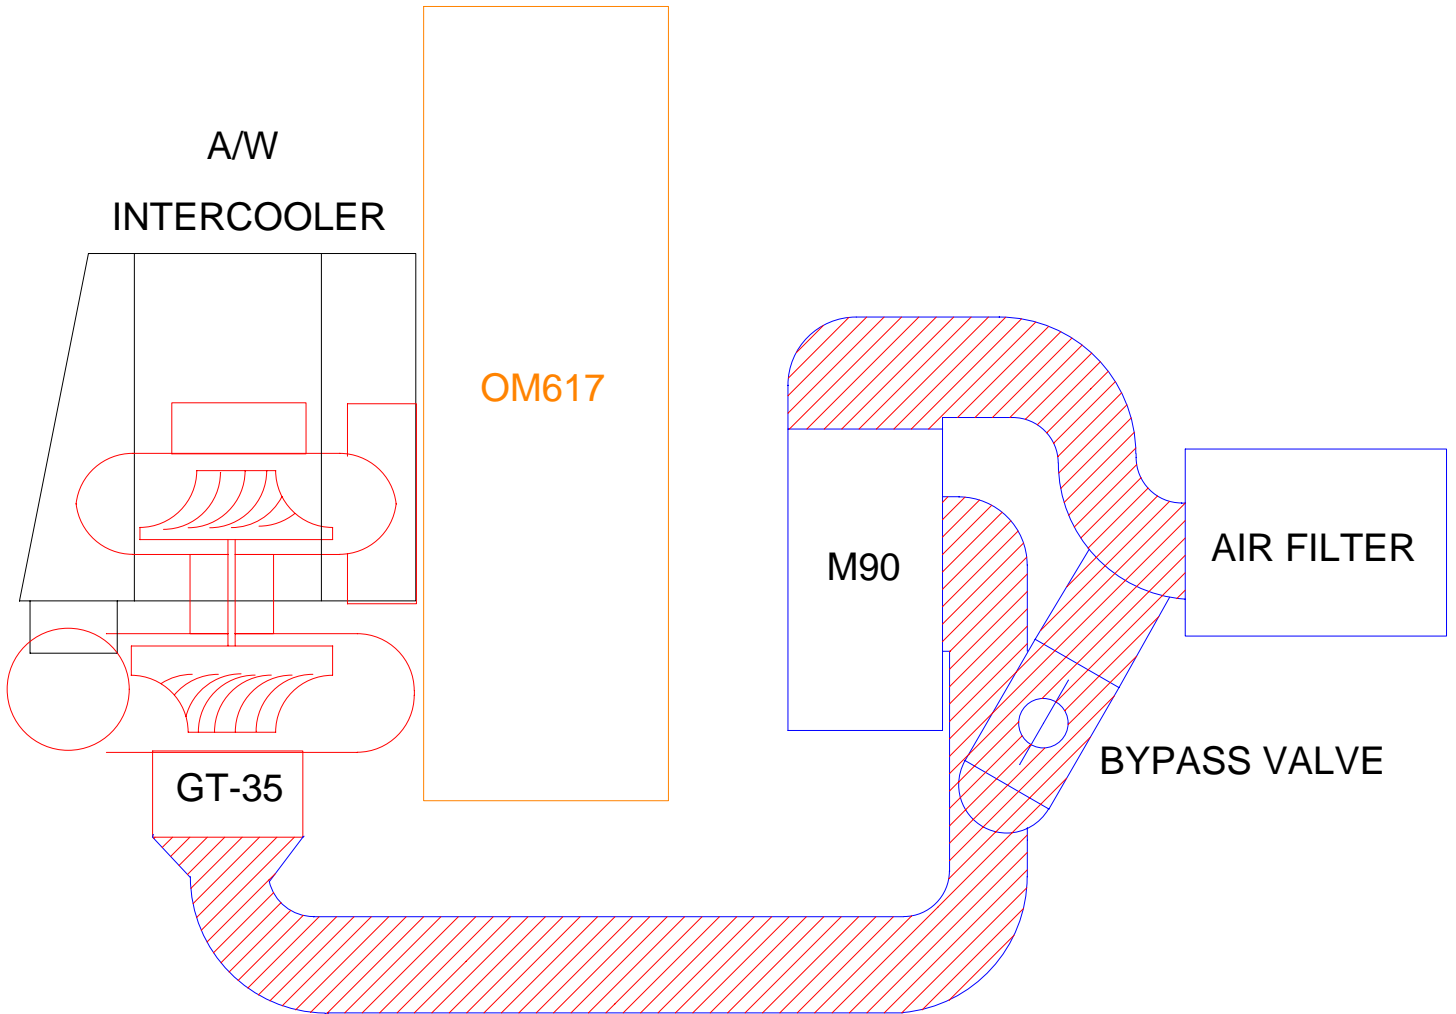 A/W
INTERCOOLER
OM617
M90
AIR FILTER
BYPASS VALVE
GT-35